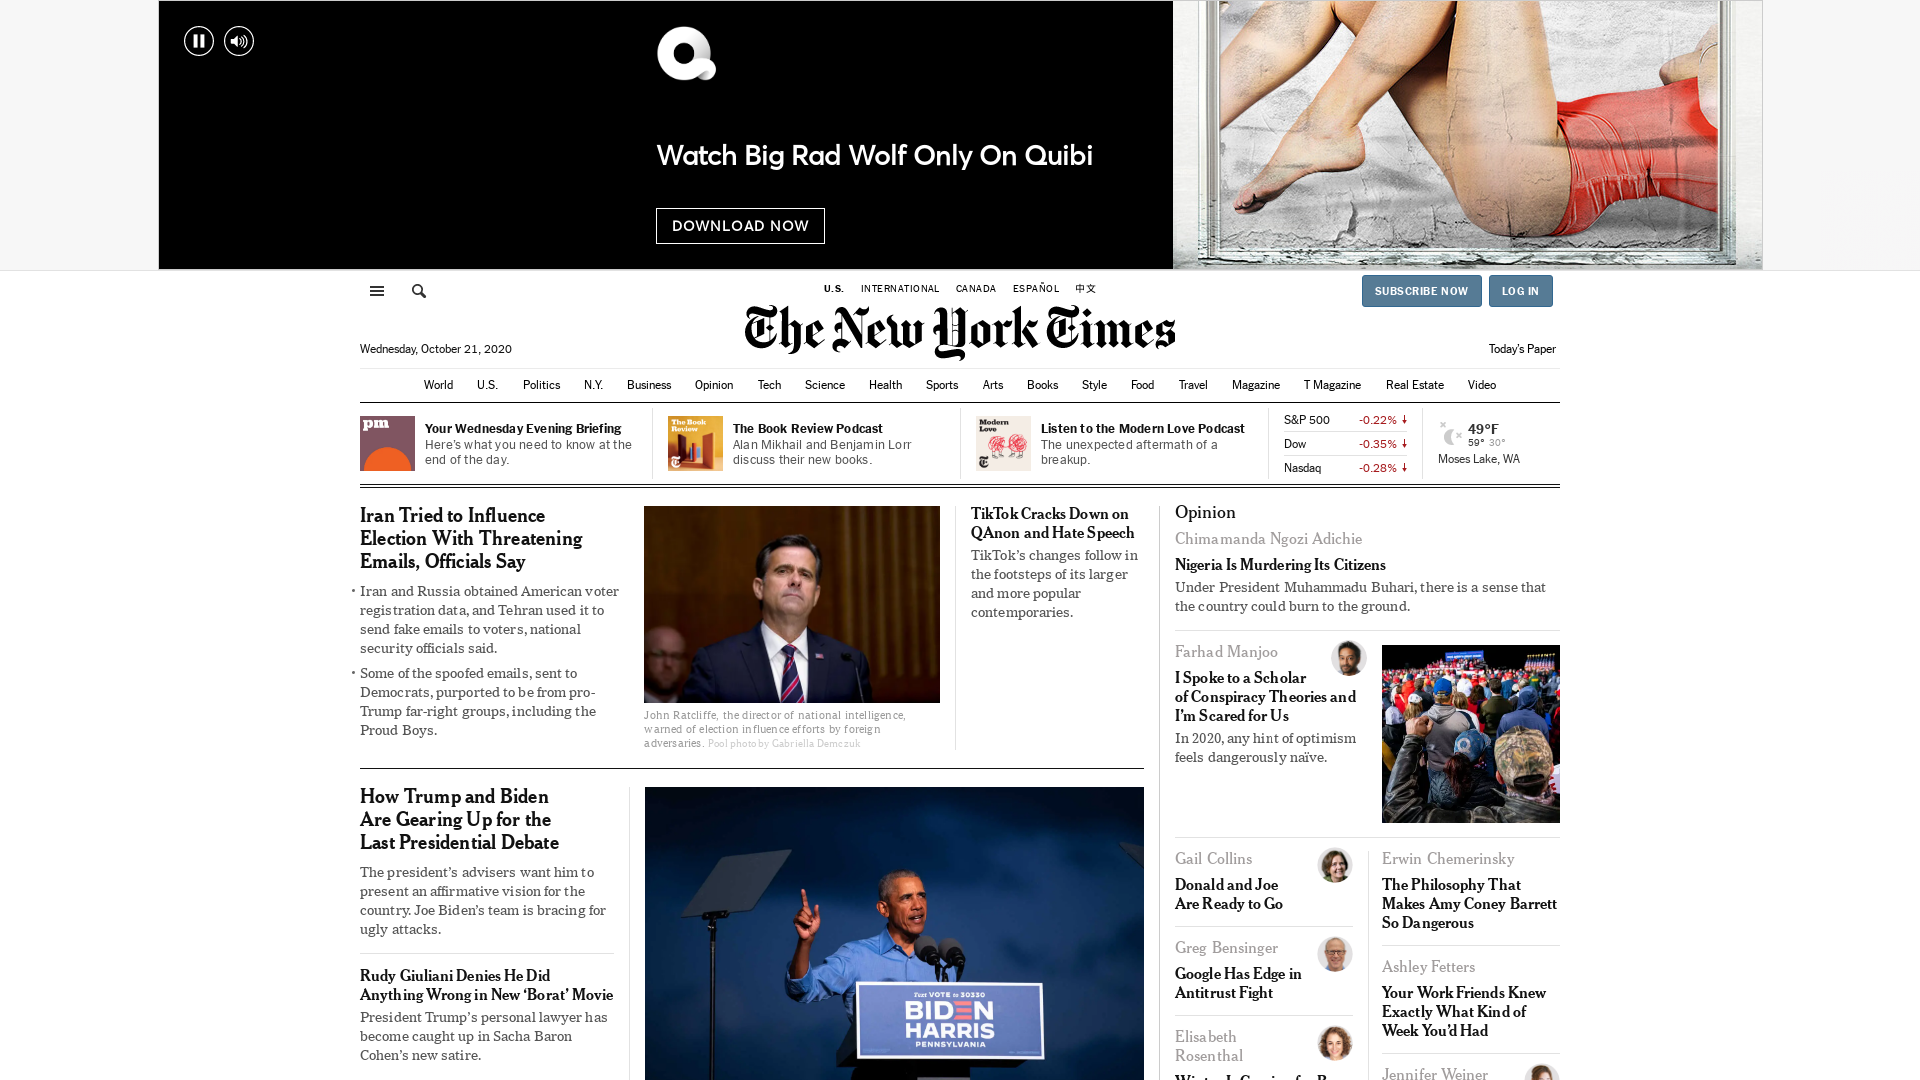 Watch Big Rad Wolf Only On Quibi
DOWNLOAD NOW
U.S. INTERNATIONAL CANADA ESPAÑOL 中文
SUBSCRIBE NOW LOG IN
The New York Times
Wednesday, October 21, 2020
Today's Paper
World U.S. Politics N.Y. Business Opinion Tech Science Health Sports Arts Books Style Food Travel Magazine T Magazine Real Estate Video
pm
Your Wednesday Evening Briefing
Here's what you need to know at the
end of the day.
The Book
Review
The Book Review Podcast
Alan Mikhail and Benjamin Lorr
discuss their new books.
Modern
Love
Listen to the Modern Love Podcast
The unexpected aftermath of a
breakup.
S&P 500 -0.22%
Dow -0.35%
Nasdaq -0.28%
49°F
59° 30°
Moses Lake, WA
Iran Tried to Influence
Election With Threatening
Emails, Officials Say
• Iran and Russia obtained American voter
registration data, and Tehran used it to
send fake emails to voters, national
security officials said.
• Some of the spoofed emails, sent to
Democrats, purported to be from pro-
Trump far-right groups, including the
Proud Boys.
John Ratcliffe, the director of national intelligence,
warned of election influence efforts by foreign
adversaries. Pool photo by Gabriella Demczuk
TikTok Cracks Down on
QAnon and Hate Speech
TikTok's changes follow in
the footsteps of its larger
and more popular
contemporaries.
How Trump and Biden
Are Gearing Up for the
Last Presidential Debate
The president's advisers want him to
present an affirmative vision for the
country. Joe Biden's team is bracing for
ugly attacks.
Rudy Giuliani Denies He Did
Anything Wrong in New 'Borat' Movie
President Trump's personal lawyer has
become caught up in Sacha Baron
Cohen's new satire.
Text VOTE to 30330
BIDEN
HARRIS
PENNSYLVANIA
Opinion
Chimamanda Ngozi Adichie
Nigeria Is Murdering Its Citizens
Under President Muhammadu Buhari, there is a sense that
the country could burn to the ground.
Farhad Manjoo
I Spoke to a Scholar
of Conspiracy Theories and
I'm Scared for Us
In 2020, any hint of optimism
feels dangerously naïve.
Gail Collins
Donald and Joe
Are Ready to Go
Greg Bensinger
Google Has Edge in
Antitrust Fight
Elisabeth
Rosenthal
Erwin Chemerinsky
The Philosophy That
Makes Amy Coney Barrett
So Dangerous
Ashley Fetters
Your Work Friends Knew
Exactly What Kind of
Week You'd Had
Jennifer Weiner